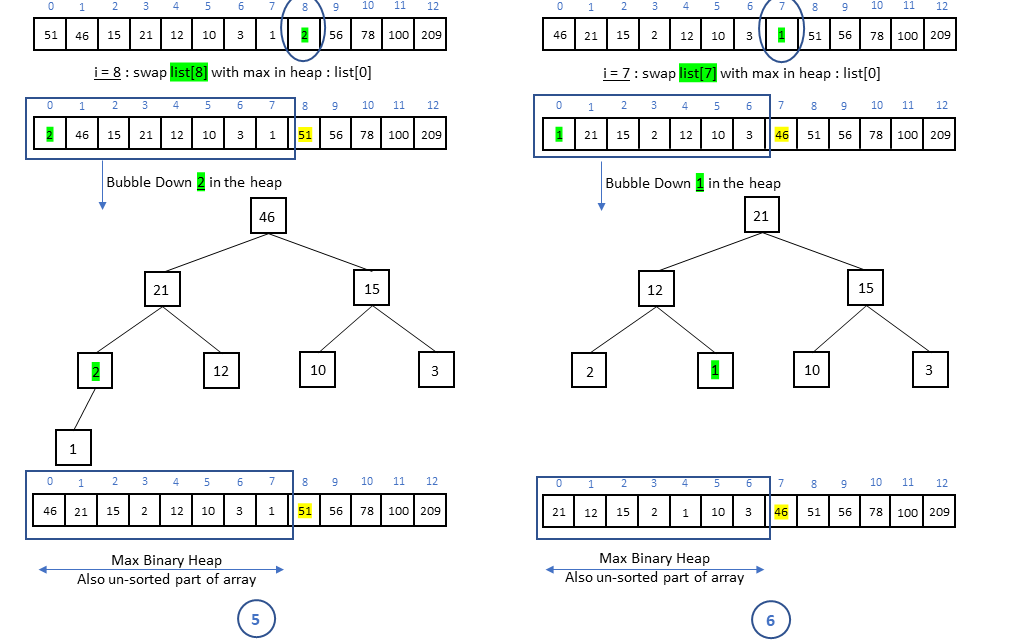 0 1 2 3 4 5 6 7 8 9 10 11 12
51 46 15 21 12 10 3 1 2 56 78 100 209
i = 8 : swap list[8] with max in heap : list[0]
0 1 2 3 4 5 6 7 8 9 10 11 12
2 46 15 21 12 10 3 1 51 56 78 100 209
Bubble Down 2 in the heap
46
21 15
2 12 10 3
1
0 1 2 3 4 5 6 7 8 9 10 11 12
46 21 15 2 12 10 3 1 51 56 78 100 209
Max Binary Heap
Also un-sorted part of array
5
0 1 2 3 4 5 6 7 8 9 10 11 12
46 21 15 2 12 10 3 1 51 56 78 100 209
i = 7 : swap list[7] with max in heap : list[0]
0 1 2 3 4 5 6 7 8 9 10 11 12
1 21 15 2 12 10 3 46 51 56 78 100 209
Bubble Down 1 in the heap
21
12 15
2 1 10 3
0 1 2 3 4 5 6 7 8 9 10 11 12
21 12 15 2 1 10 3 46 51 56 78 100 209
Max Binary Heap
Also un-sorted part of array
6